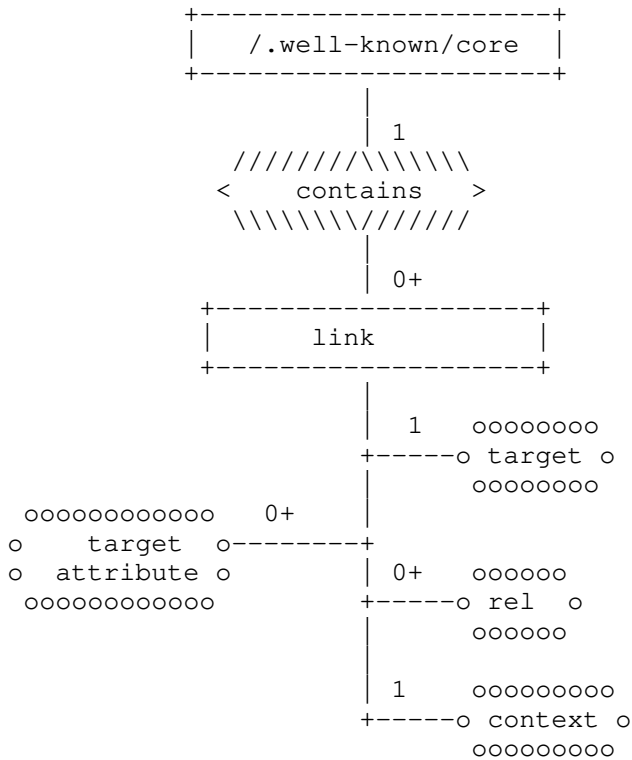 /.well-known/core
1
contains
0+
link
1
target
0+
target
attribute
0+
rel
1
context